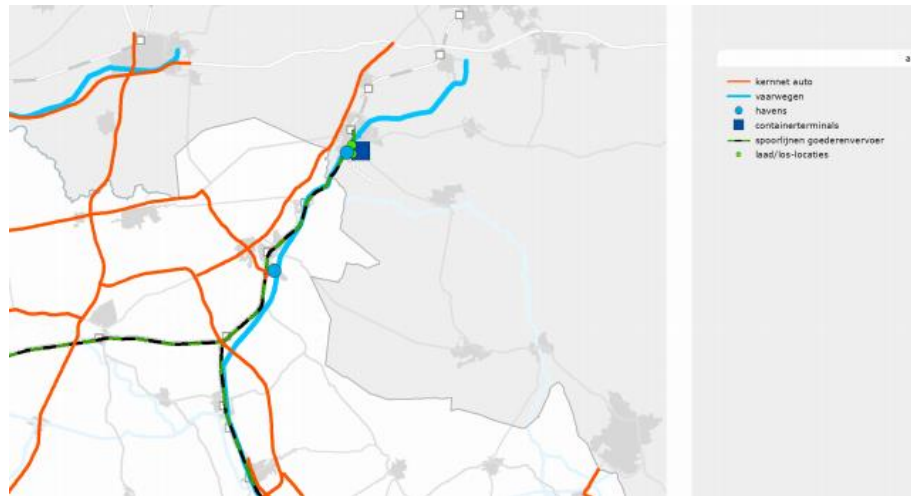 a
kernnet auto
vaarwegen
havens
containerterminals
spoorlijnen goederenvervoer
laad/los-locaties